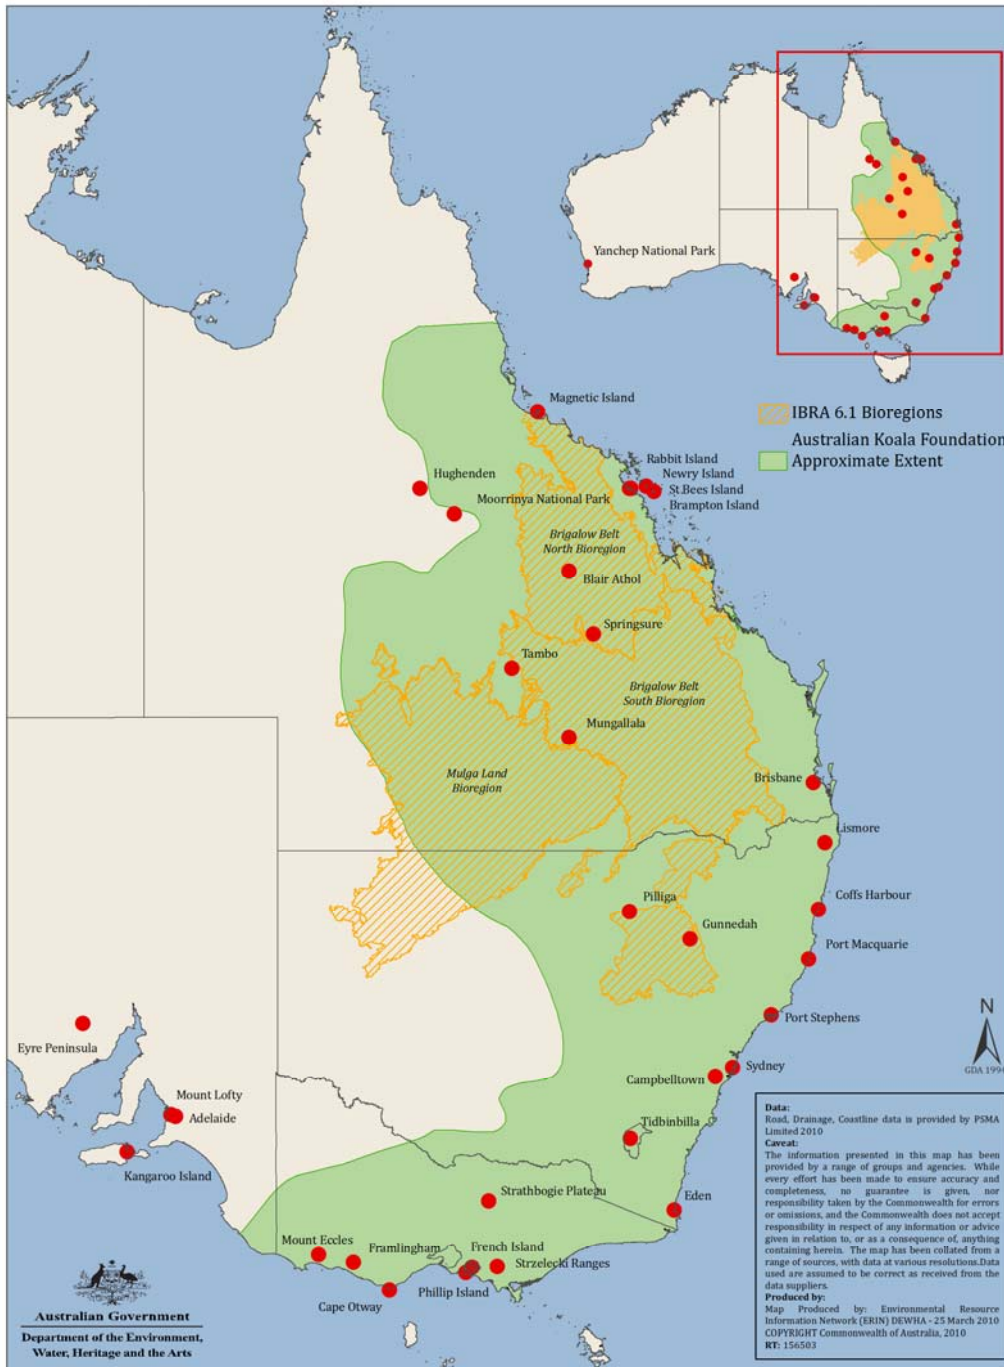 Yanchep National Park
IBRA 6.1 Bioregions
Australian Koala Foundation
Approximate Extent
Magnetic Island
Rabbit Island
Newry Island
St.Bees Island
Brampton Island
Hughenden
Moorrinya National Park
Brigalow Belt
North Bioregion
Blair Athol
Springsure
Tambo
Brigalow Belt
South Bioregion
Mungallala
Mulga Land
Bioregion
Brisbane
Lismore
Pilliga
Coffs Harbour
Gunnedah
Port Macquarie
Port Stephens
Eyre Peninsula
Sydney
Campbelltown
Mount Lofty
Adelaide
Tidbinbilla
Kangaroo Island
Strathbogie Plateau
Eden
Mount Eccles
Framlingham
French Island
Strzelecki Ranges
Phillip Island
Cape Otway
N
GDA 1994
Data:
Road, Drainage, Coastline data is provided by PSMA
Limited 2010
Caveat:
The information presented in this map has been
provided by a range of groups and agencies. While
every effort has been made to ensure accuracy and
completeness, no guarantee is given, nor
responsibility taken by the Commonwealth for errors
or omissions, and the Commonwealth does not accept
responsibility in respect of any information or advice
given in relation to, or as a consequence of, anything
containing herein. The map has been collated from a
range of sources, with data at various resolutions.Data
used are assumed to be correct as received from the
data suppliers.
Produced by:
Map Produced by: Environmental Resource
Information Network (ERIN) DEWHA - 25 March 2010
COPYRIGHT Commonwealth of Australia, 2010
RT: 156503
Australian Government
Department of the Environment,
Water, Heritage and the Arts